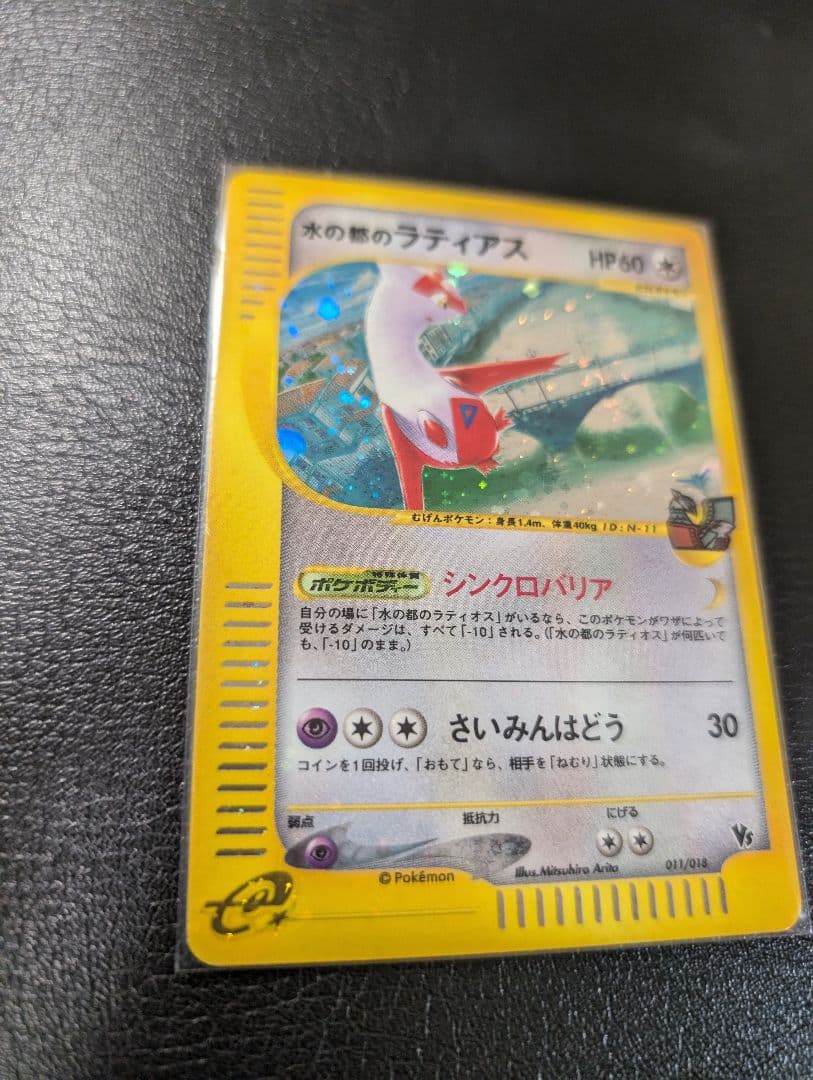 水の都のラティアス HP60
むげんポケモン：身長1.4m、体重40kg ID:N-11
特殊体質
ポケボディー シンクロバリア
自分の場に「水の都のラティオス」がいるなら、このポケモンがワザによって
受けるダメージは、すべて「-10」される。（「水の都のラティオス」が何匹いて
も、「-10」のまま。）
さいみんはどう 30
コインを1回投げ、「おもて」なら、相手を「ねむり」状態にする。
弱点 抵抗力 にげる
Illus.Mitsuhiro Arita 011/018 Vs
©Pokémon
e